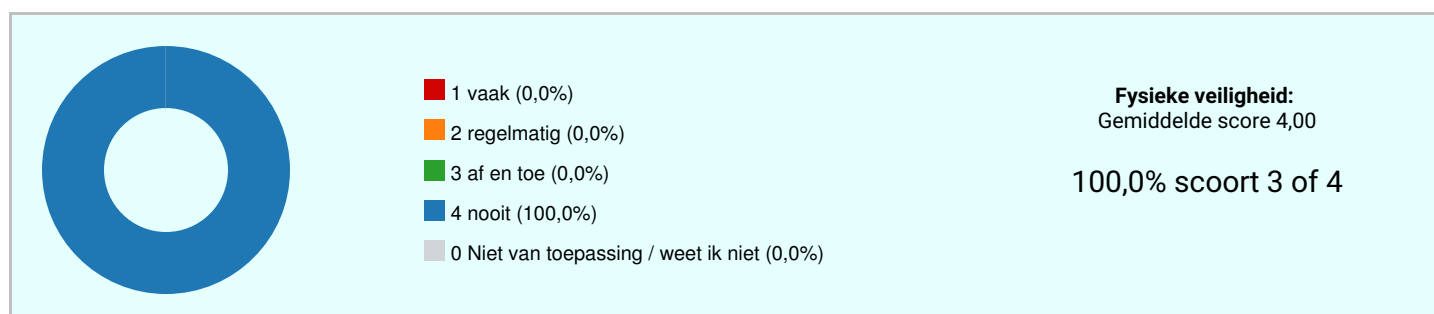 1 vaak (0,0%)
2 regelmatig (0,0%)
3 af en toe (0,0%)
4 nooit (100,0%)
0 Niet van toepassing / weet ik niet (0,0%)
Fysieke veiligheid:
Gemiddelde score 4,00
100,0% scoort 3 of 4